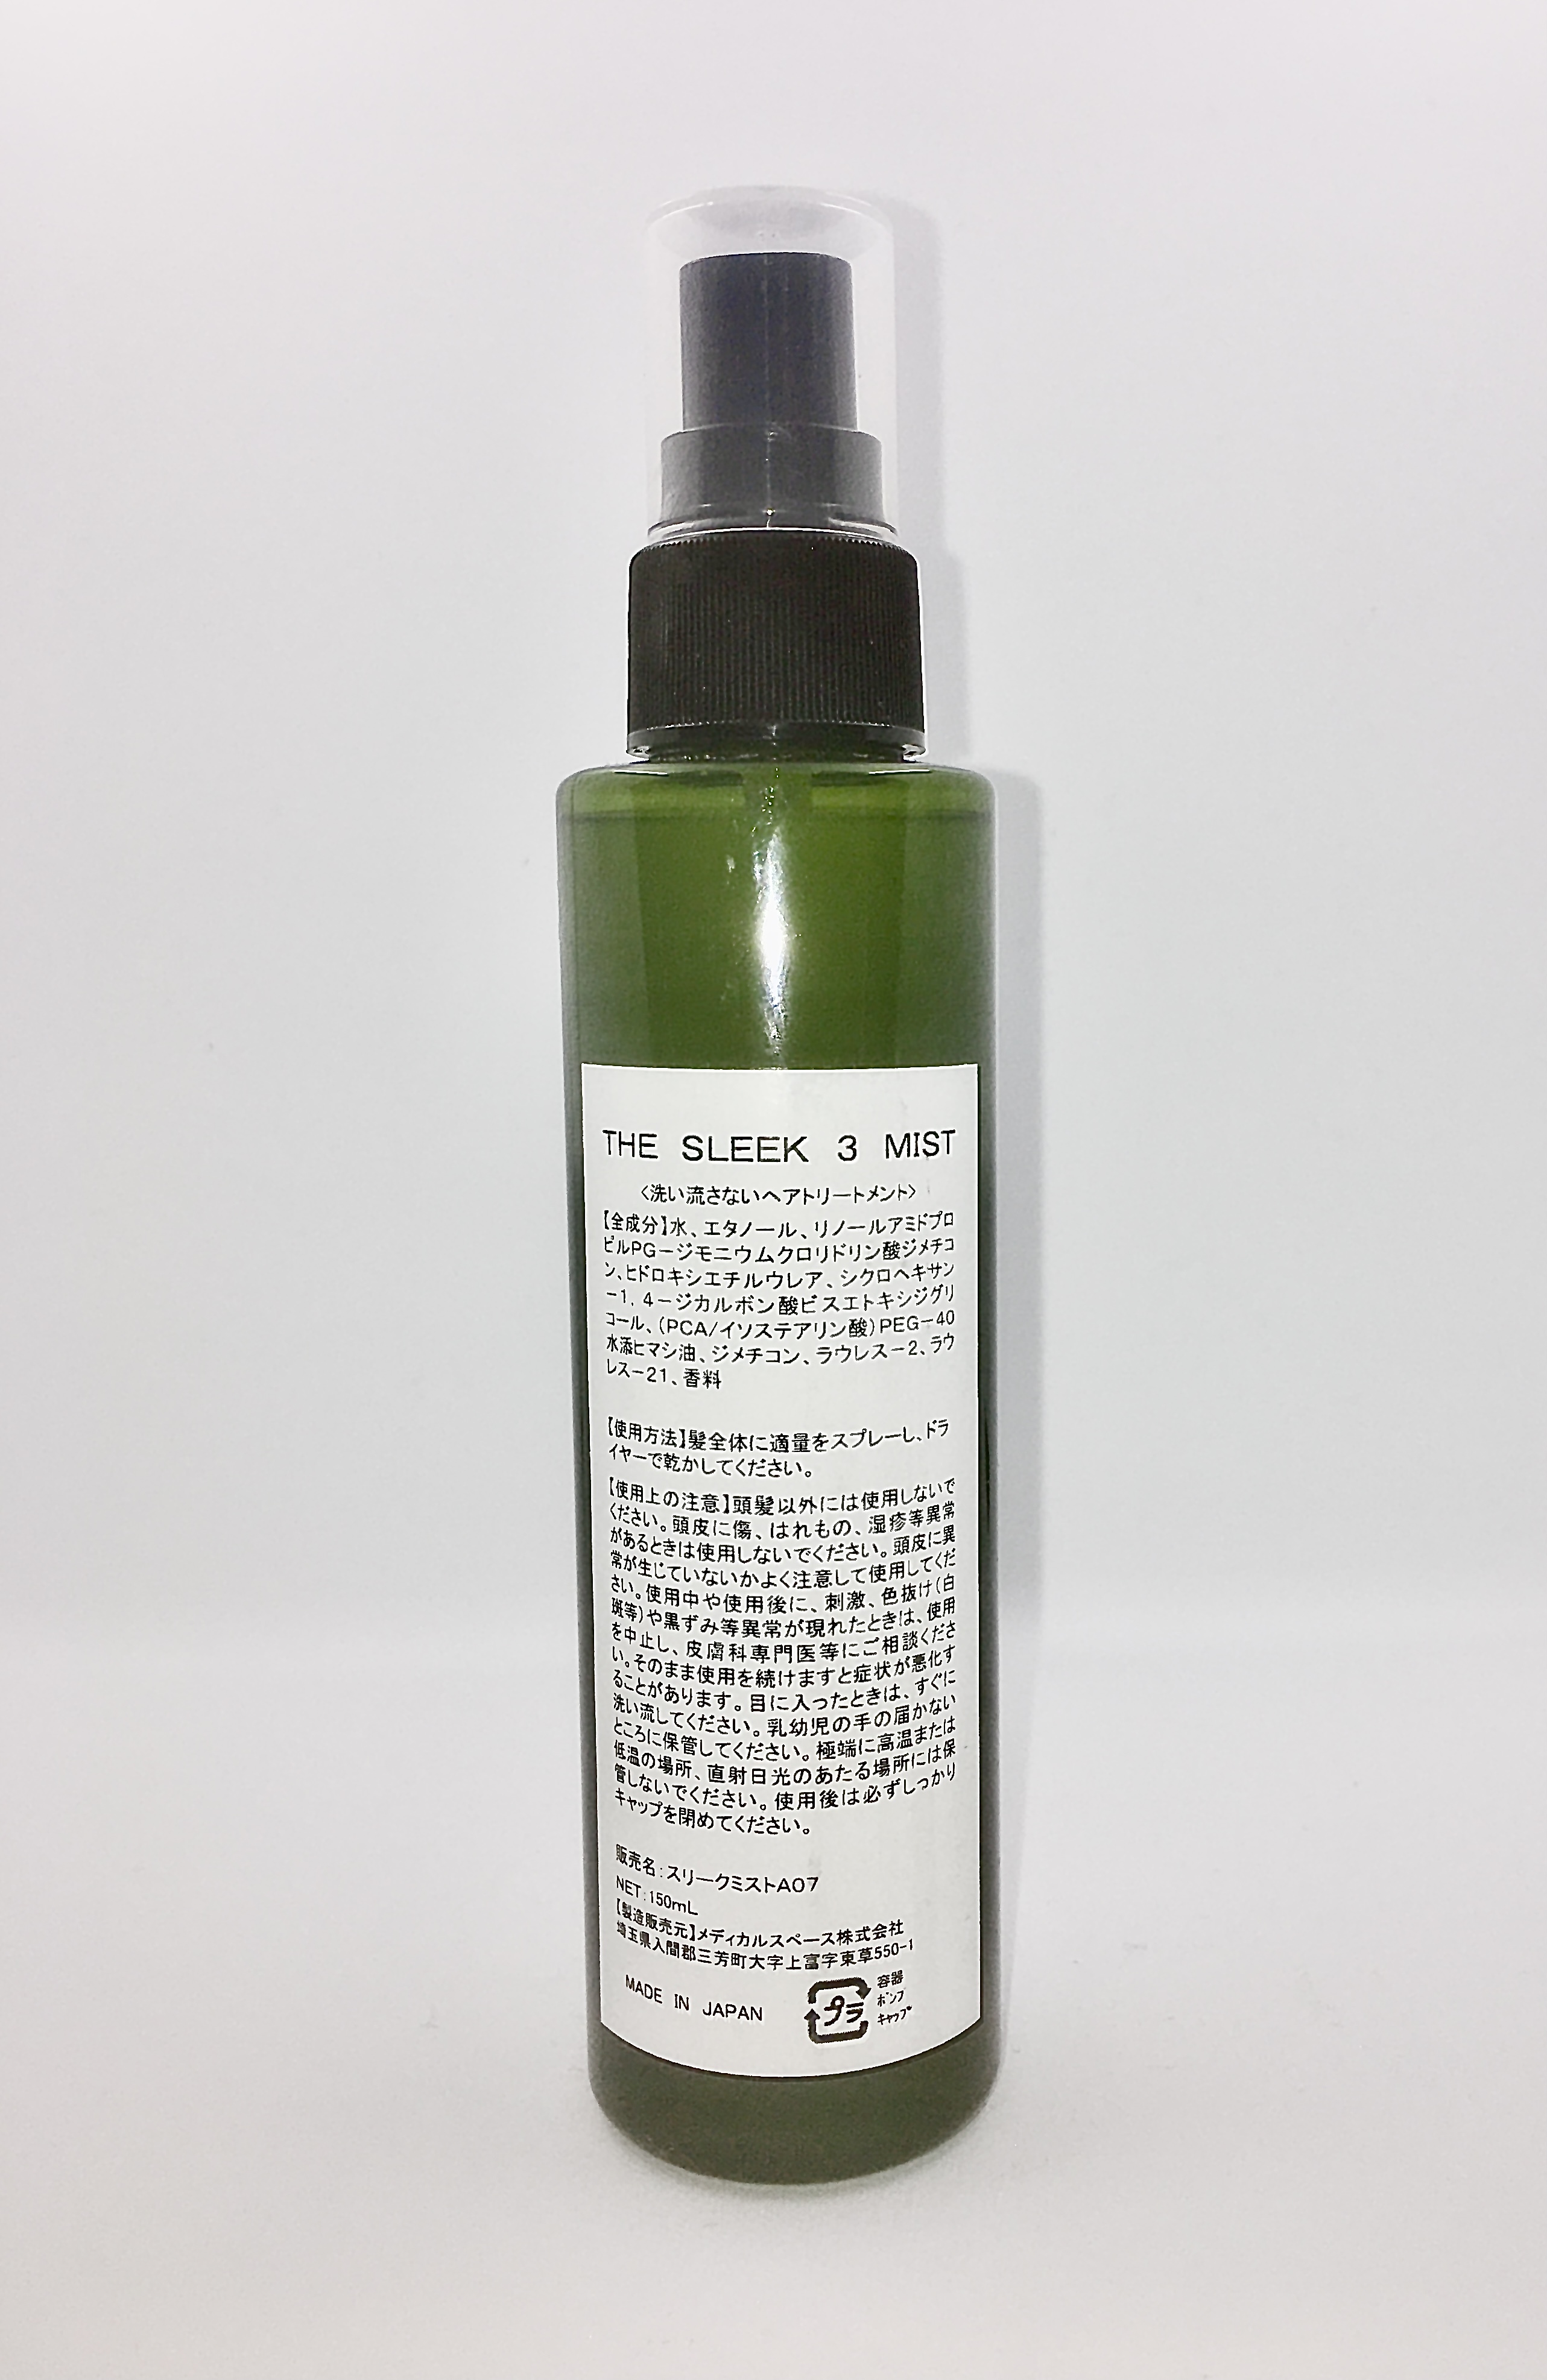 THE SLEEK 3 MIST
<洗い流さないヘアトリートメント>
【全成分】水、エタノール、リノールアミドプロ
ピルPG－ジモニウムクロリドリン酸ジメチコ
ン、ヒドロキシエチルウレア、シクロヘキサン
－1, 4－ジカルボン酸ビスエトキシジグリ
コール、(PCA/イソステアリン酸)PEG－40
水添ヒマシ油、ジメチコン、ラウレス－2、ラウ
レス－21、香料
【使用方法】髪全体に適量をスプレーし、ドラ
イヤーで乾かしてください。
【使用上の注意】頭髪以外には使用しないで
ください。頭皮に傷、はれもの、湿疹等異常
があるときは使用しないでください。頭皮に異
常が生じていないかよく注意して使用してくだ
さい。使用中や使用後に、刺激、色抜け(白
斑等)や黒ずみ等異常が現れたときは、使用
を中止し、皮膚科専門医等にご相談くださ
い。そのまま使用を続けますと症状が悪化す
ることがあります。目に入ったときは、すぐに
洗い流してください。乳幼児の手の届かない
ところに保管してください。極端に高温または
低温の場所、直射日光のあたる場所には保
管しないでください。使用後は必ずしっかり
キャップを閉めてください。
販売名:スリークミストA07
NET:150mL
【製造販売元】メディカルスペース株式会社
埼玉県入間郡三芳町大字上富字東草550-1
MADE IN JAPAN
プラ
容器
ポンプ
キャップ